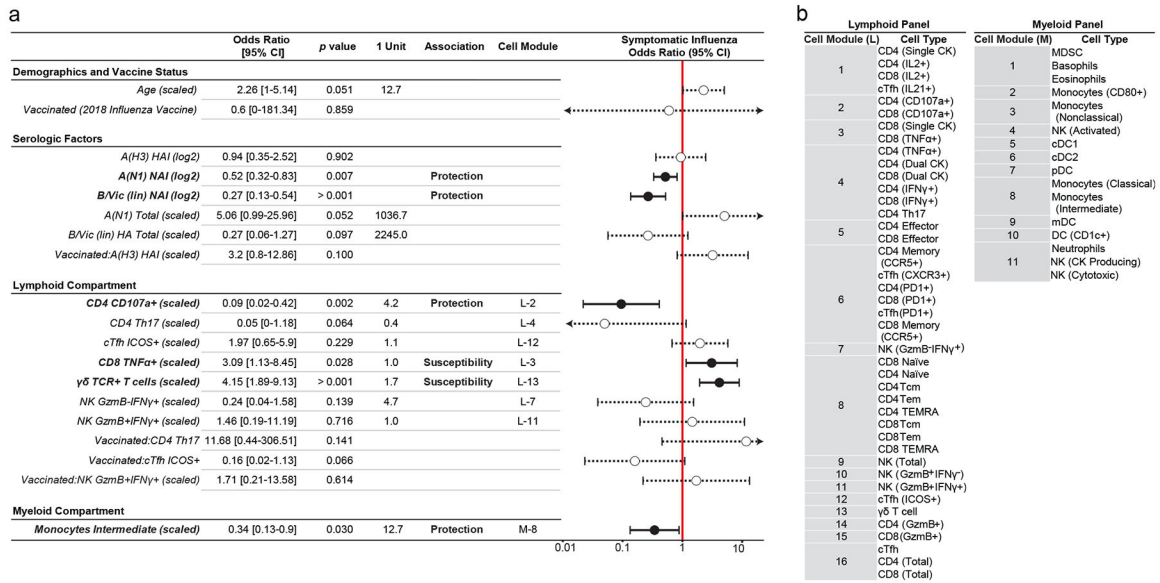 a
Odds Ratio
[95% CI]
p value
1 Unit
Association
Cell Module
Symptomatic Influenza
Odds Ratio (95% CI)
Demographics and Vaccine Status
Age (scaled) 2.26 [1-5.14] 0.051 12.7
Vaccinated (2018 Influenza Vaccine) 0.6 [0-181.34) 0.859
Serologic Factors
A(H3) HAI (log2) 0.94 [0.35-2.52] 0.902
A(N1) NAI (log2) 0.52 [0.32-0.83] 0.007 Protection
B/Vic (lin) NAI (log2) 0.27 [0.13-0.54] > 0.001 Protection
A(N1) Total (scaled) 5.06 [0.99-25.96] 0.052 1036.7
B/Vic (lin) HA Total (scaled) 0.27 [0.06-1.27] 0.097 2245.0
Vaccinated:A(H3) HAI (scaled) 3.2 [0.8-12.86] 0.100
Lymphoid Compartment
CD4 CD107a+ (scaled) 0.09 [0.02-0.42] 0.002 4.2 Protection L-2
CD4 Th17 (scaled) 0.05 [0-1.18] 0.064 0.4 L-4
cTfh ICOS+ (scaled) 1.97 [0.65-5.9] 0.229 1.1 L-12
CD8 TNFα+ (scaled) 3.09 [1.13-8.45] 0.028 1.0 Susceptibility L-3
γδ TCR+ T cells (scaled) 4.15 [1.89-9.13] > 0.001 1.7 Susceptibility L-13
NK GzmB-IFNγ+ (scaled) 0.24 [0.04-1.58] 0.139 4.7 L-7
NK GzmB+IFNγ+ (scaled) 1.46 [0.19-11.19] 0.716 1.0 L-11
Vaccinated:CD4 Th17 11.68 [0.44-306.51] 0.141
Vaccinated:cTfh ICOS+ 0.16 [0.02-1.13] 0.066
Vaccinated:NK GzmB+IFNγ+ (scaled) 1.71 [0.21-13.58] 0.614
Myeloid Compartment
Monocytes Intermediate (scaled) 0.34 [0.13-0.9] 0.030 12.7 Protection M-8
0.01 0.1 1 10
b
Lymphoid Panel
Cell Module (L) Cell Type
1
CD4 (Single CK)
CD4 (IL2+)
CD8 (IL2+)
cTfh (IL21+)
2
CD4 (CD107a+)
CD8 (CD107a+)
3
CD8 (Single CK)
CD8 (TNFα+)
4
CD4 (TNFα+)
CD4 (Dual CK)
CD8 (Dual CK)
CD4 (IFNγ+)
CD8 (IFNγ+)
CD4 Th17
5
CD4 Effector
CD8 Effector
6
CD4 Memory
(CCR5+)
cTfh (CXCR3+)
CD4(PD1+)
CD8 (PD1+)
cTfh(PD1+)
CD8 Memory
(CCR5+)
7 NK (GzmB-IFNγ+)
8
CD8 Naïve
CD4 Naïve
CD4Tcm
CD4Tem
CD4 TEMRA
CD8Tcm
CD8Tem
CD8 TEMRA
9 NK (Total)
10 NK (GzmB+IFNγ-)
11 NK (GzmB+IFNγ+)
12 cTfh (ICOS+)
13 γδ T cell
14 CD4 (GzmB+)
15 CD8(GzmB+)
16
cTfh
CD4 (Total)
CD8 (Total)
Myeloid Panel
Cell Module (M) Cell Type
1
MDSC
Basophils
Eosinophils
2 Monocytes (CD80+)
3
Monocytes
(Nonclassical)
4 NK (Activated)
5 cDC1
6 cDC2
7 pDC
8
Monocytes (Classical)
Monocytes
(Intermediate)
9 mDC
10 DC (CD1c+)
11
Neutrophils
NK (CK Producing)
NK (Cytotoxic)